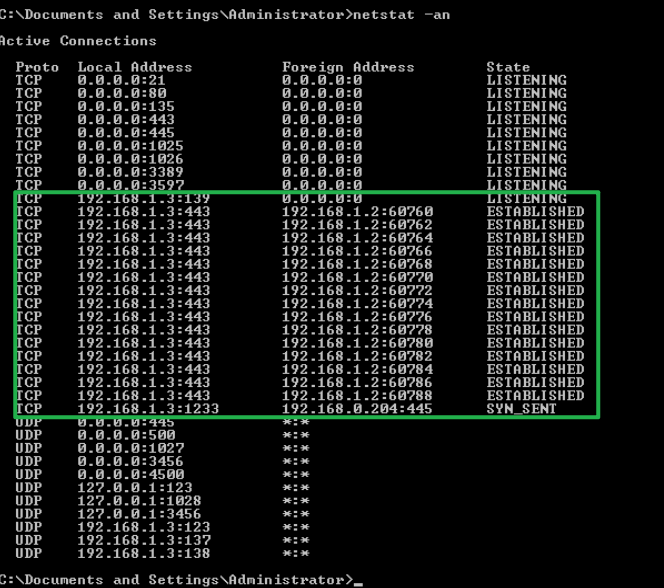 C:\Documents and Settings\Administrator>netstat -an
Active Connections
Proto Local Address Foreign Address State
TCP 0.0.0.0:21 0.0.0.0:0 LISTENING
TCP 0.0.0.0:80 0.0.0.0:0 LISTENING
TCP 0.0.0.0:135 0.0.0.0:0 LISTENING
TCP 0.0.0.0:443 0.0.0.0:0 LISTENING
TCP 0.0.0.0:445 0.0.0.0:0 LISTENING
TCP 0.0.0.0:1025 0.0.0.0:0 LISTENING
TCP 0.0.0.0:1026 0.0.0.0:0 LISTENING
TCP 0.0.0.0:3389 0.0.0.0:0 LISTENING
TCP 0.0.0.0:3597 0.0.0.0:0 LISTENING
TCP 192.168.1.3:139 0.0.0.0:0 LISTENING
TCP 192.168.1.3:443 192.168.1.2:60760 ESTABLISHED
TCP 192.168.1.3:443 192.168.1.2:60762 ESTABLISHED
TCP 192.168.1.3:443 192.168.1.2:60764 ESTABLISHED
TCP 192.168.1.3:443 192.168.1.2:60766 ESTABLISHED
TCP 192.168.1.3:443 192.168.1.2:60768 ESTABLISHED
TCP 192.168.1.3:443 192.168.1.2:60770 ESTABLISHED
TCP 192.168.1.3:443 192.168.1.2:60772 ESTABLISHED
TCP 192.168.1.3:443 192.168.1.2:60774 ESTABLISHED
TCP 192.168.1.3:443 192.168.1.2:60776 ESTABLISHED
TCP 192.168.1.3:443 192.168.1.2:60778 ESTABLISHED
TCP 192.168.1.3:443 192.168.1.2:60780 ESTABLISHED
TCP 192.168.1.3:443 192.168.1.2:60782 ESTABLISHED
TCP 192.168.1.3:443 192.168.1.2:60784 ESTABLISHED
TCP 192.168.1.3:443 192.168.1.2:60786 ESTABLISHED
TCP 192.168.1.3:443 192.168.1.2:60788 ESTABLISHED
TCP 192.168.1.3:1233 192.168.0.204:445 SYN_SENT
UDP 0.0.0.0:445 *:*
UDP 0.0.0.0:500 *:*
UDP 0.0.0.0:1027 *:*
UDP 0.0.0.0:3456 *:*
UDP 0.0.0.0:4500 *:*
UDP 127.0.0.1:123 *:*
UDP 127.0.0.1:1028 *:*
UDP 127.0.0.1:3456 *:*
UDP 192.168.1.3:123 *:*
UDP 192.168.1.3:137 *:*
UDP 192.168.1.3:138 *:*
C:\Documents and Settings\Administrator>_